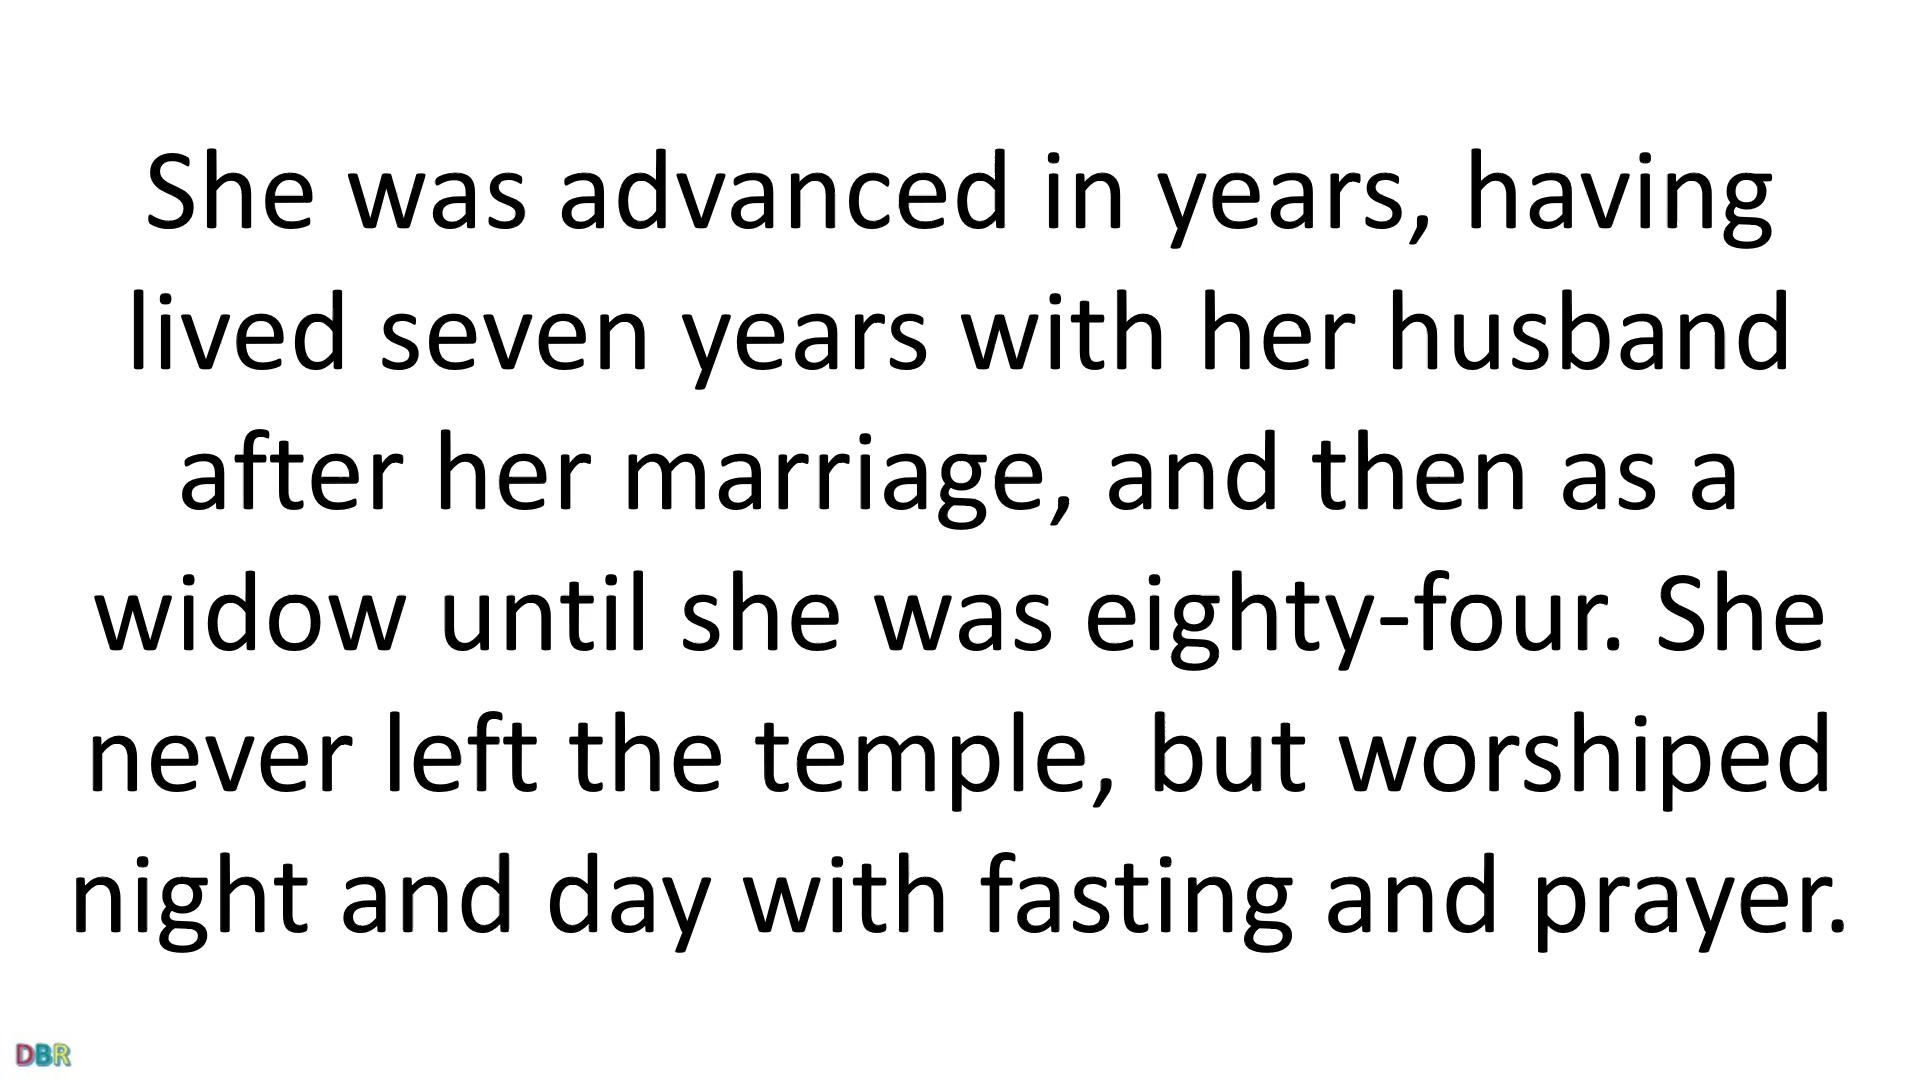 She was advanced in years, having
lived seven years with her husband
after her marriage, and then as a
widow until she was eighty-four. She
never left the temple, but worshiped
night and day with fasting and prayer.
DBR